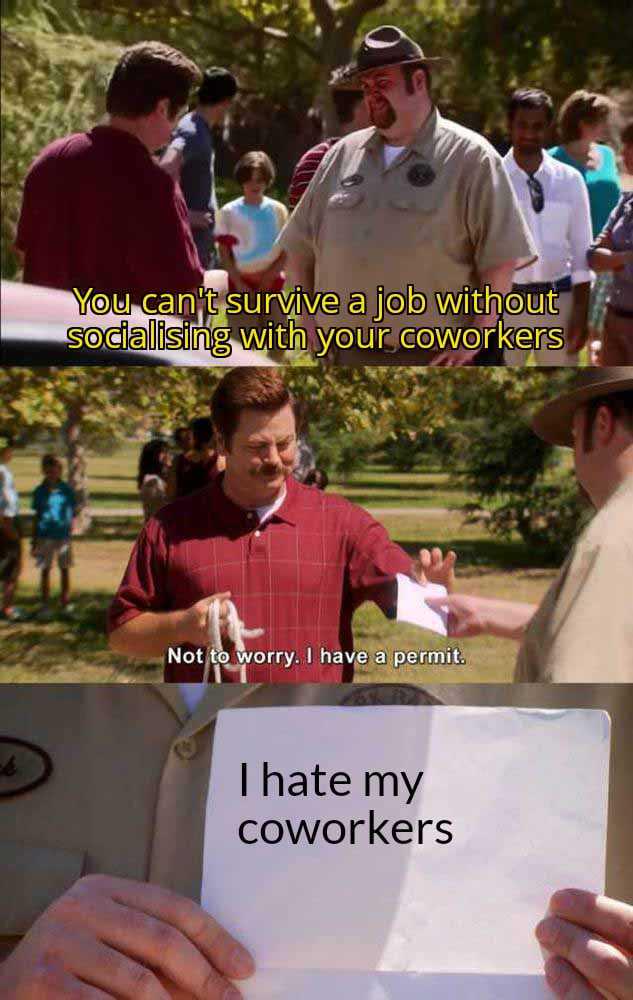 You can't survive a job without
socialising with your coworkers
Not to worry. I have a permit.
I hate my
coworkers